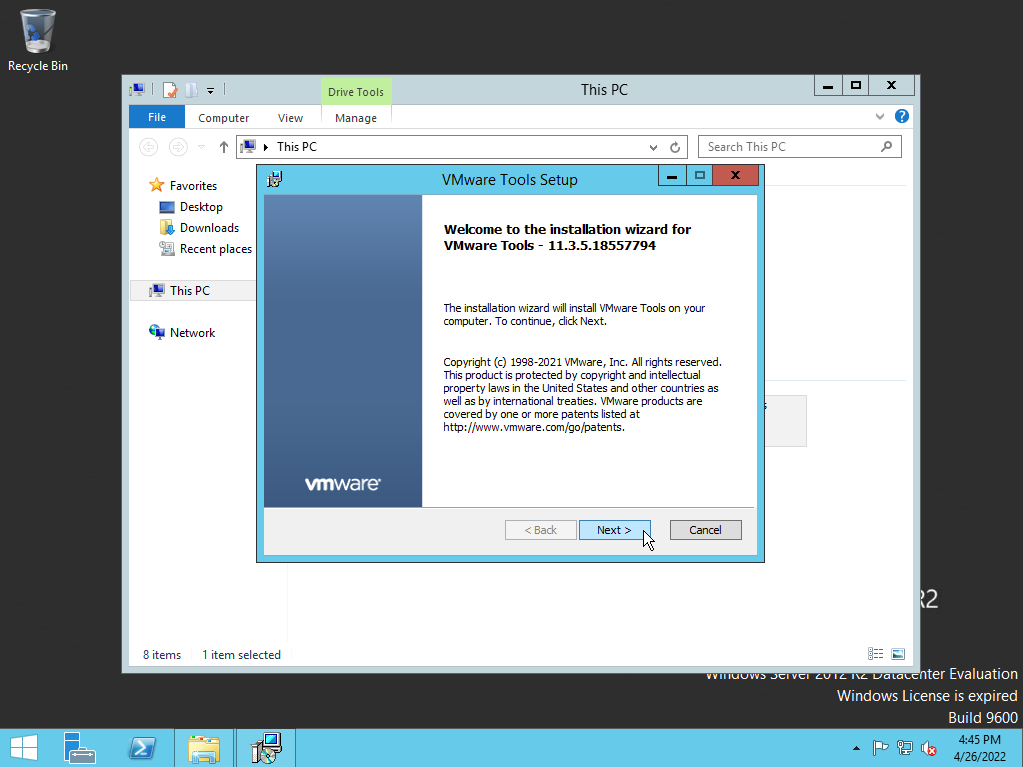 Recycle Bin
Drive Tools
This PC
File
Computer
View
Manage
This PC
Search This PC
Favorites
Desktop
Downloads
Recent places
This PC
Network
VMware Tools Setup
Welcome to the installation wizard for
VMware Tools - 11.3.5.18557794
The installation wizard will install VMware Tools on your
computer. To continue, click Next.
Copyright (c) 1998-2021 VMware, Inc. All rights reserved.
This product is protected by copyright and intellectual
property laws in the United States and other countries as
well as by international treaties. VMware products are
covered by one or more patents listed at
http://www.vmware.com/go/patents.
vmware
< Back
Next >
Cancel
R2
8 items
1 item selected
Windows Server 2012 R2 Datacenter Evaluation
Windows License is expired
Build 9600
4:45 PM
4/26/2022